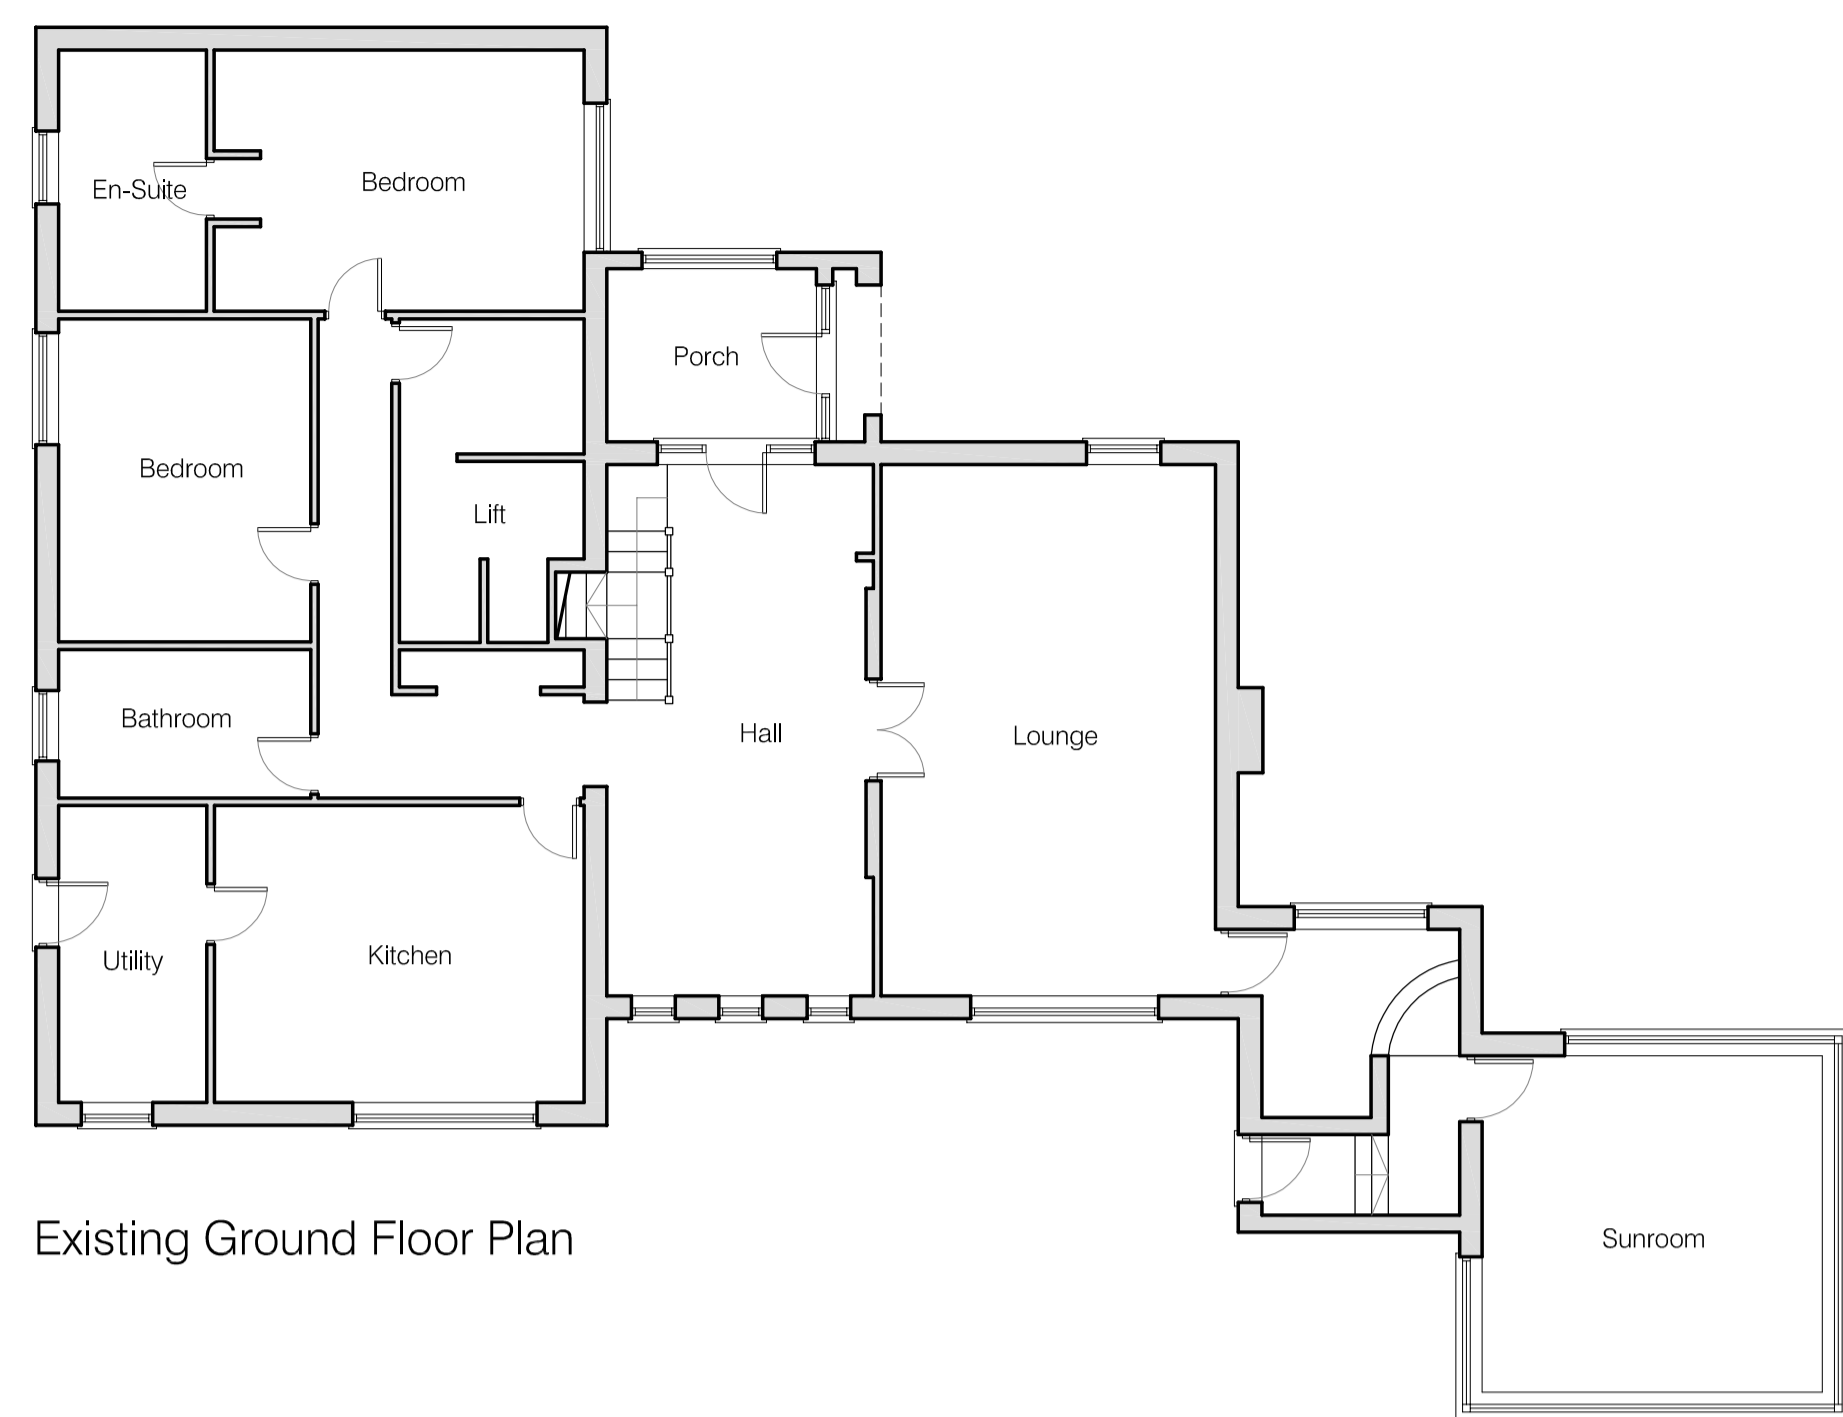 En-Suite
Bedroom
Porch
Bedroom
Lift
Bathroom
Hall
Lounge
Utility
Kitchen
Existing Ground Floor Plan
Sunroom